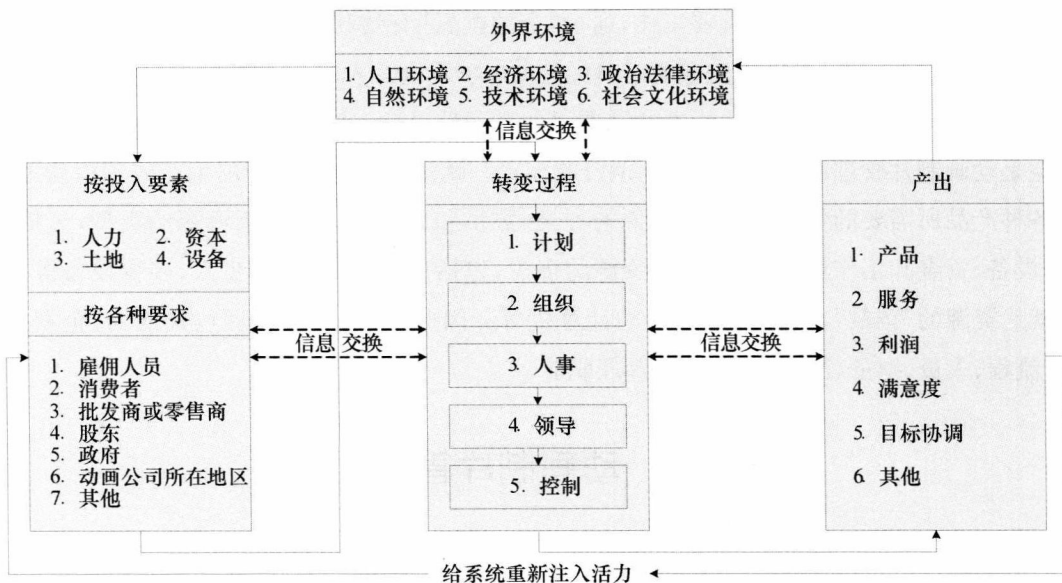 外界环境
1. 人口环境 2. 经济环境 3. 政治法律环境
4. 自然环境 5. 技术环境 6. 社会文化环境
信息交换
按投入要素
1. 人力 2. 资本
3. 土地 4. 设备
按各种要求
1. 雇佣人员
2. 消费者
3. 批发商或零售商
4. 股东
5. 政府
6. 动画公司所在地区
7. 其他
信息 交换
转变过程
1. 计划
2. 组织
3. 人事
4. 领导
5. 控制
信息交换
产出
1. 产品
2. 服务
3. 利润
4. 满意度
5. 目标协调
6. 其他
给系统重新注入活力